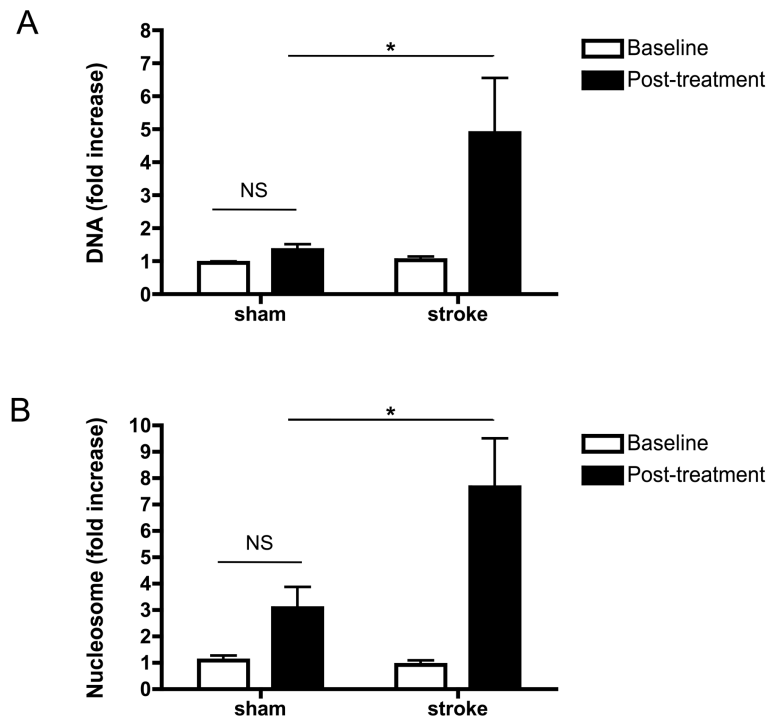 A
DNA (fold increase)
8
7
6
5
4
3
2
1
0
NS
*
sham
stroke
Baseline
Post-treatment
B
Nucleosome (fold increase)
10
9
8
7
6
5
4
3
2
1
0
NS
*
sham
stroke
Baseline
Post-treatment